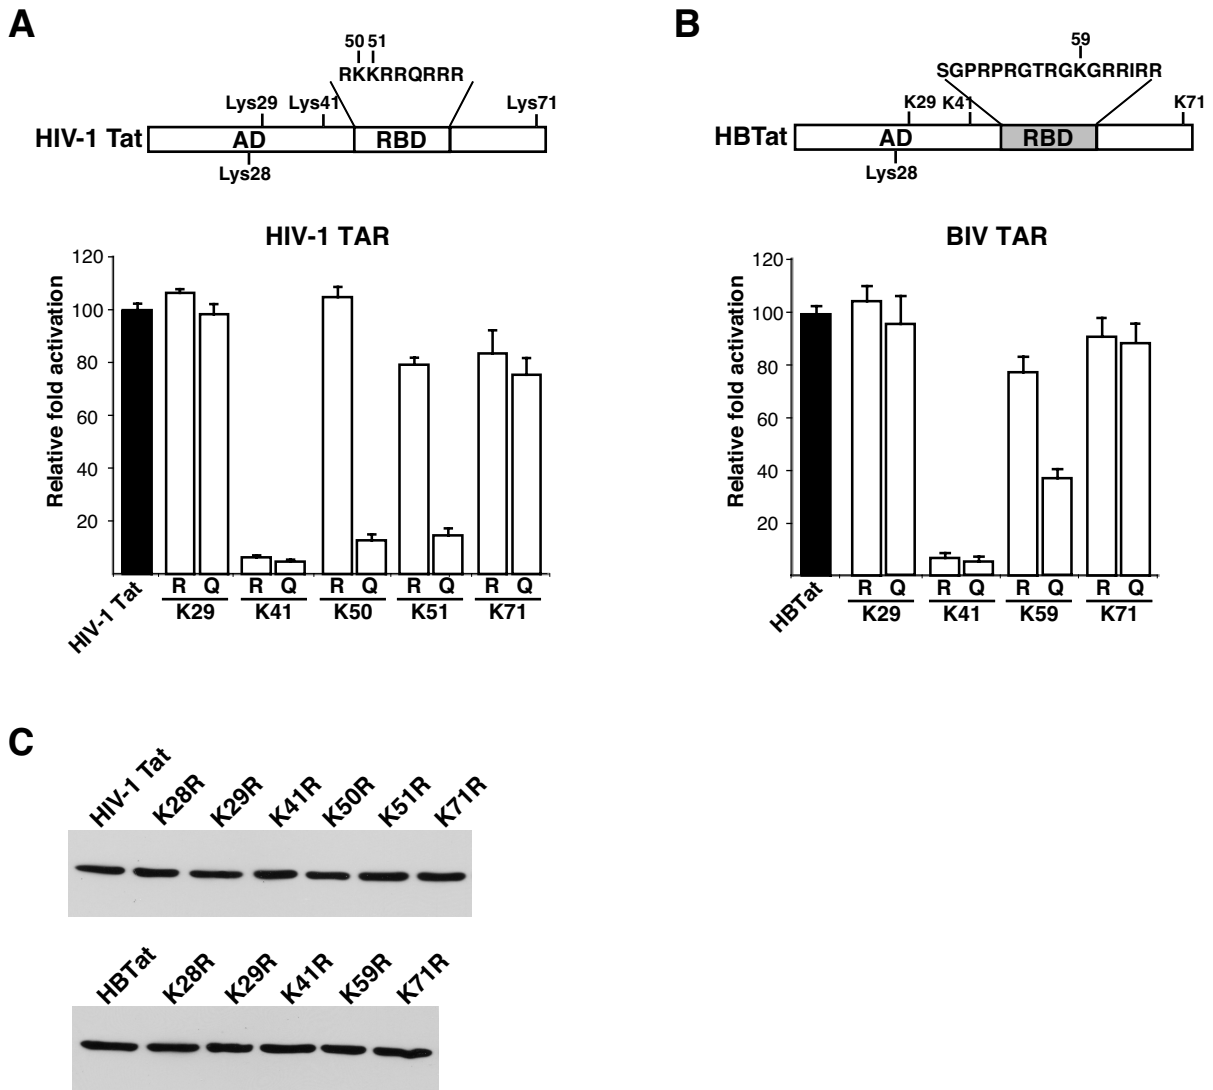 A
50 51
RKKRRQRRR
Lys29 Lys41 Lys71
HIV-1 Tat AD RBD
Lys28
HIV-1 TAR
Relative fold activation
120
100
80
60
40
20
R Q R Q R Q R Q R Q
HIV-1 Tat K29 K41 K50 K51 K71
B
59
SGPRPRGTRGKGRRIRR
K29 K41 K71
HBTat AD RBD
Lys28
BIV TAR
Relative fold activation
120
100
80
60
40
20
R Q R Q R Q R Q
HBTat K29 K41 K59 K71
C
HIV-1 Tat K28R K29R K41R K50R K51R K71R
HBTat K28R K29R K41R K59R K71R